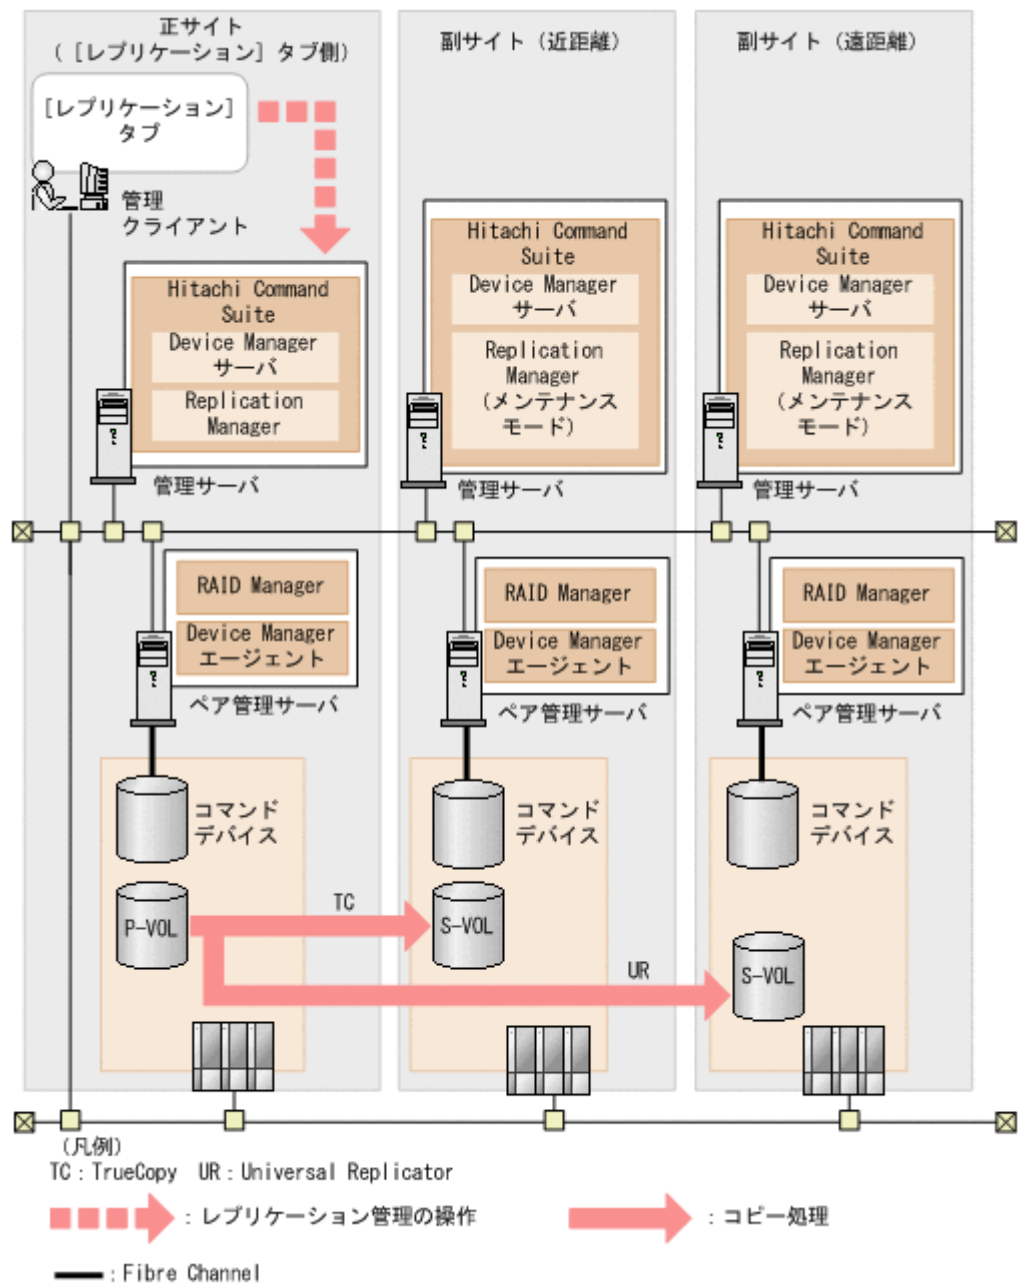 正サイト
（［レプリケーション］タブ側）
副サイト（近距離）
副サイト（遠距離）
［レプリケーション］
タブ
管理
クライアント
Hitachi Command
Suite
Device Manager
サーバ
Replication
Manager
管理サーバ
Hitachi Command
Suite
Device Manager
サーバ
Replication
Manager
（メンテナンス
モード）
管理サーバ
Hitachi Command
Suite
Device Manager
サーバ
Replication
Manager
（メンテナンス
モード）
管理サーバ
RAID Manager
Device Manager
エージェント
ペア管理サーバ
RAID Manager
Device Manager
エージェント
ペア管理サーバ
RAID Manager
Device Manager
エージェント
ペア管理サーバ
コマンド
デバイス
コマンド
デバイス
コマンド
デバイス
P-VOL
TC
S-VOL
UR
S-VOL
（凡例）
TC：TrueCopy UR：Universal Replicator
：レプリケーション管理の操作
：コピー処理
：Fibre Channel